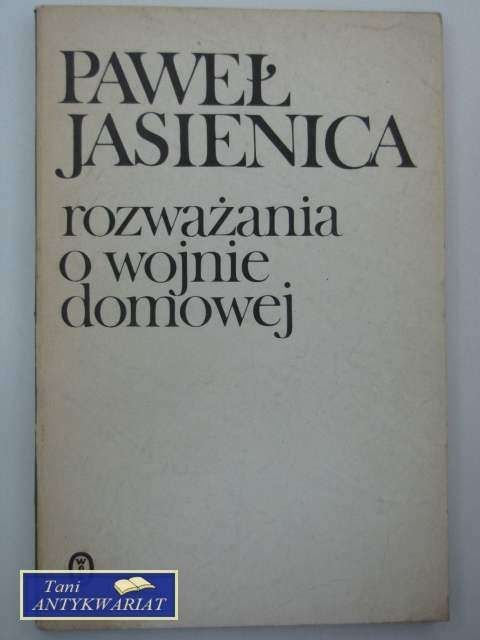 PAWEŁ
JASIENICA
rozważania
o wojnie
domowej
Tani
ANTYKWARIAT